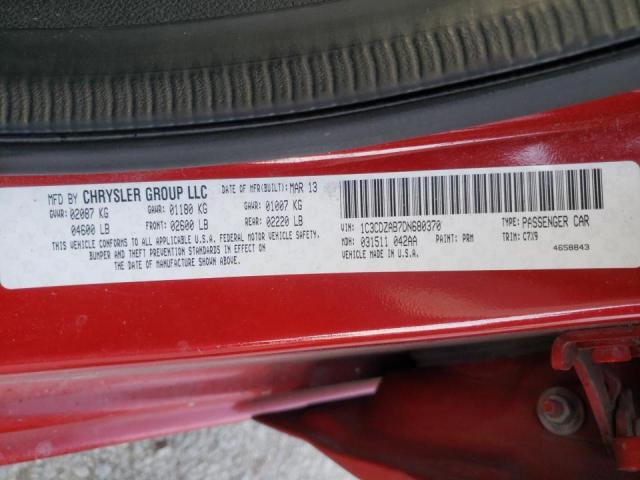 MFD BY CHRYSLER GROUP LLC DATE OF MFR(BUILT): MAR 13
GVWR: 02087 KG GAWR: 01180 KG GAWR: 01007 KG
04600 LB FRONT: 02600 LB REAR: 02220 LB
THIS VEHICLE CONFORMS TO ALL APPLICABLE U.S.A. FEDERAL MOTOR VEHICLE SAFETY,
BUMPER AND THEFT PREVENTION STANDARDS IN EFFECT ON
THE DATE OF MANUFACTURE SHOWN ABOVE.
VIN: 1C3CDZAB7DN680370 TYPE: PASSENGER CAR
MDH: 031511 042AA PAINT: PRM TRIM: C7X9
VEHICLE MADE IN U.S.A. 4658843